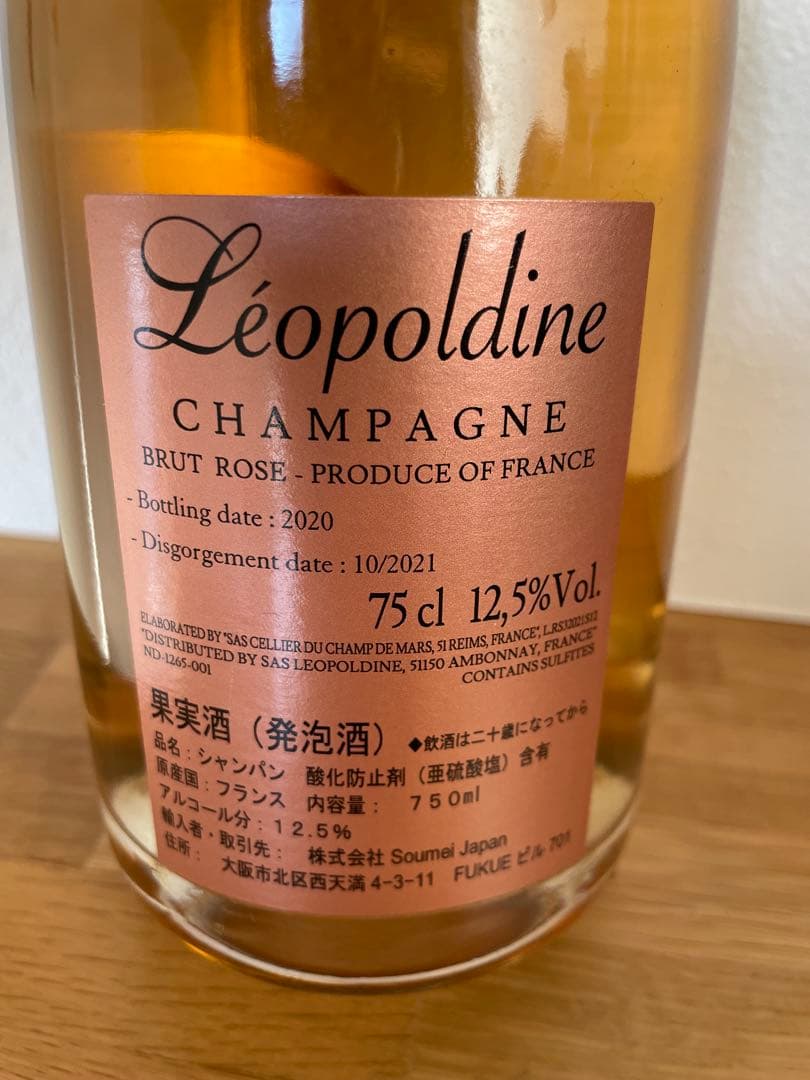 Léopoldine
CHAMPAGNE
BRUT ROSE - PRODUCE OF FRANCE
- Bottling date : 2020
- Disgorgement date : 10/2021
75 cl 12,5%Vol.
ELABORATED BY "SAS CELLIER DU CHAMP DE MARS, 51 REIMS, FRANCE", L.RS32021S12
"DISTRIBUTED BY SAS LEOPOLDINE, 51150 AMBONNAY, FRANCE"
ND-1265-001 CONTAINS SULFITES
果実酒（発泡酒） ◆飲酒は二十歳になってから
品名：シャンパン 酸化防止剤（亜硫酸塩）含有
原産国：フランス 内容量： 750ml
アルコール分：12.5%
輸入者・取引先： 株式会社 Soumei Japan
住所： 大阪市北区西天満4-3-11 FUKUE ビル 701